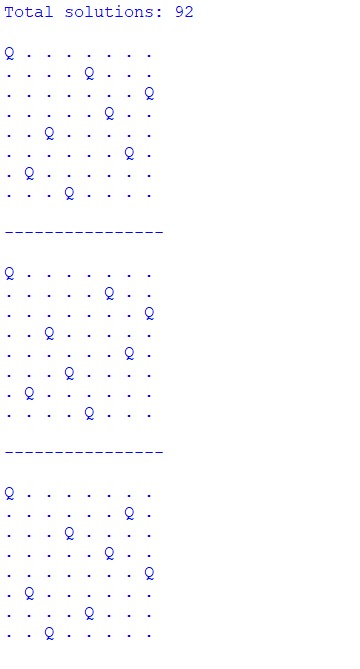 Total solutions: 92
Q . . . . . . .
. . . . Q . . .
. . . . . . . Q
. . . . . Q . .
. . Q . . . . .
. . . . . . Q .
. Q . . . . . .
. . . Q . . . .
----------------
Q . . . . . . .
. . . . . Q . .
. . . . . . . Q
. . Q . . . . .
. . . . . . Q .
. . . Q . . . .
. Q . . . . . .
. . . . Q . . .
----------------
Q . . . . . . .
. . . . . . Q .
. . . Q . . . .
. . . . . Q . .
. . . . . . . Q
. Q . . . . . .
. . . . Q . . .
. . Q . . . . .